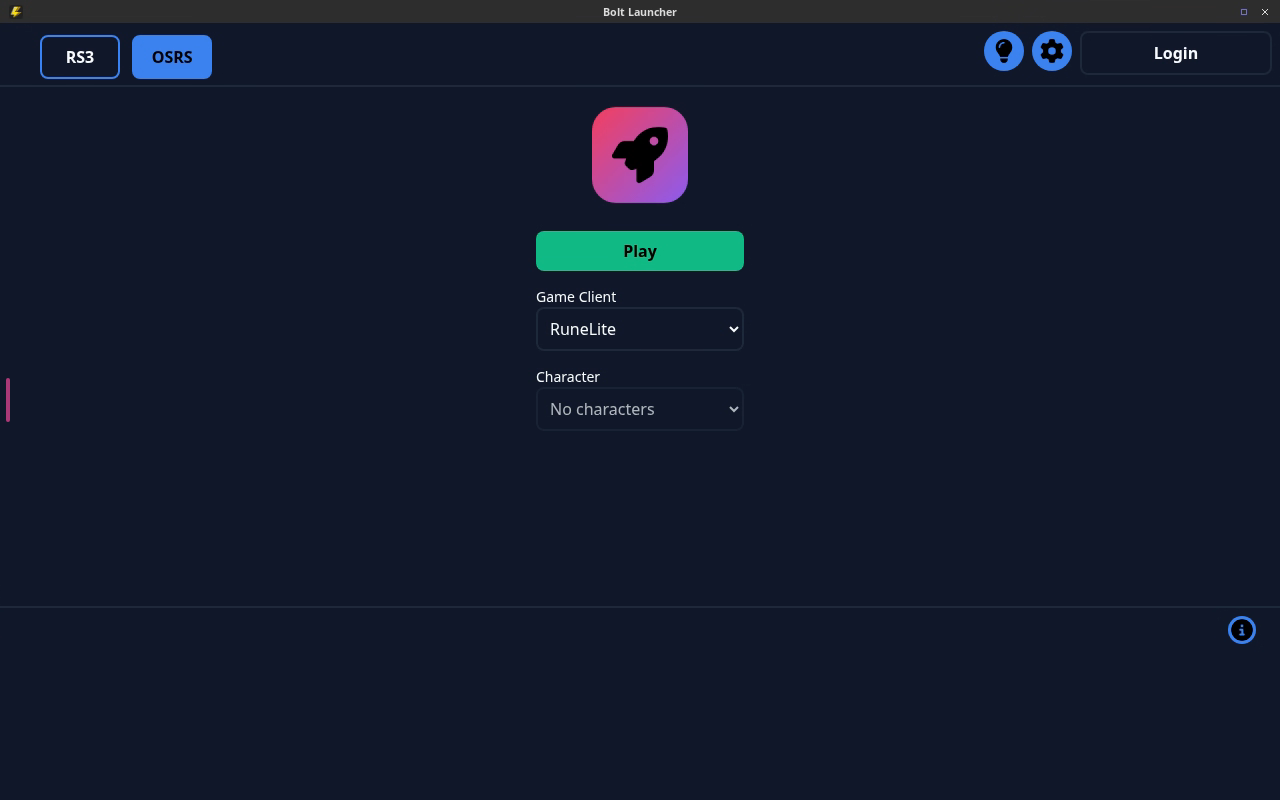 Bolt Launcher
RS3
OSRS
Login
Play
Game Client
RuneLite
Character
No characters